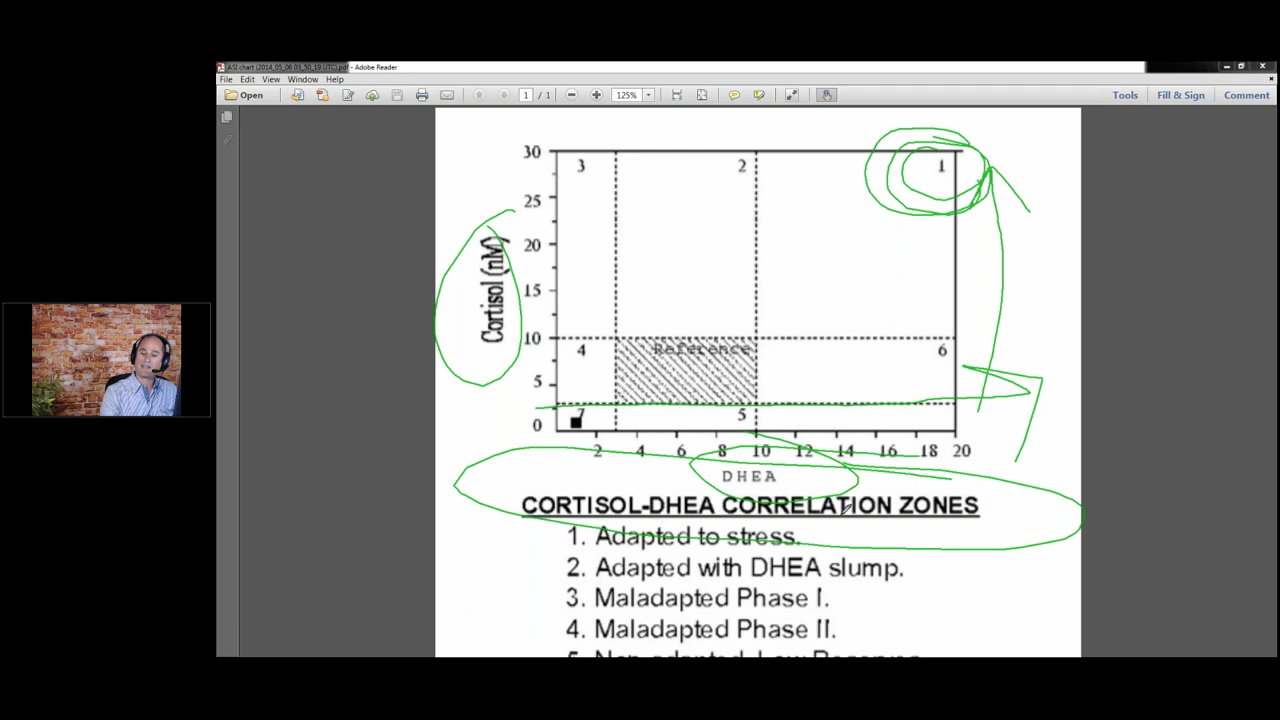 ASI chart (2014_05_06 03_50_19 UTC).pdf - Adobe Reader
File Edit View Window Help
Open 1 / 1 125% Tools Fill & Sign Comment
30 3 2 1
25
20
15
10
Cortisol (nM)
4 Reference 6
5
7 5
0
2 4 6 8 10 12 14 16 18 20
DHEA
CORTISOL-DHEA CORRELATION ZONES
1. Adapted to stress.
2. Adapted with DHEA slump.
3. Maladapted Phase I.
4. Maladapted Phase II.